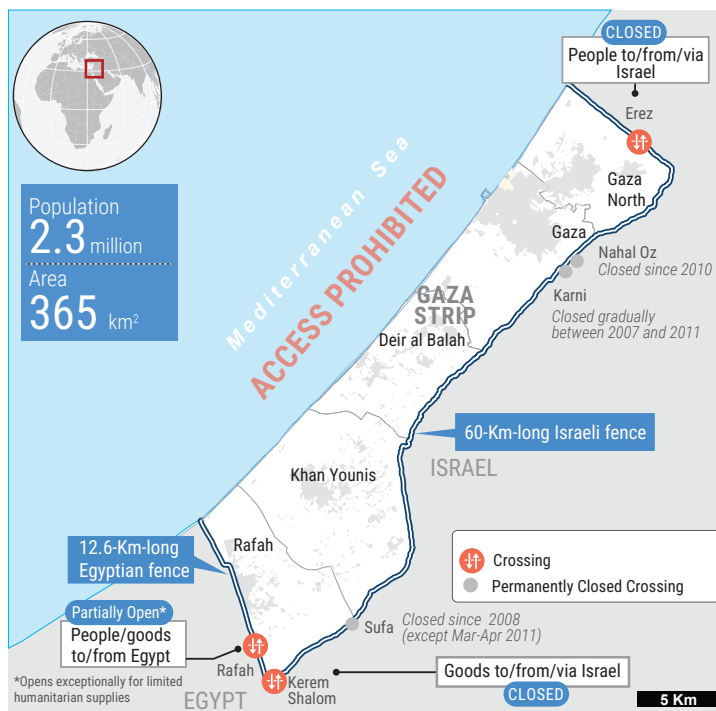 CLOSED
People to/from/via
Israel
Erez
Gaza
North
Population
2.3 million
Area
365 km²
Mediterranean Sea
ACCESS PROHIBITED
Gaza
Nahal Oz
Closed since 2010
Karni
Closed gradually
between 2007 and 2011
GAZA
STRIP
Deir al Balah
60-Km-long Israeli fence
ISRAEL
Khan Younis
12.6-Km-long
Egyptian fence
Rafah
Crossing
Permanently Closed Crossing
Partially Open*
People/goods
to/from Egypt
Sufa
Closed since 2008
(except Mar-Apr 2011)
Rafah
*Opens exceptionally for limited
humanitarian supplies
EGYPT
Kerem
Shalom
Goods to/from/via Israel
CLOSED
5 Km